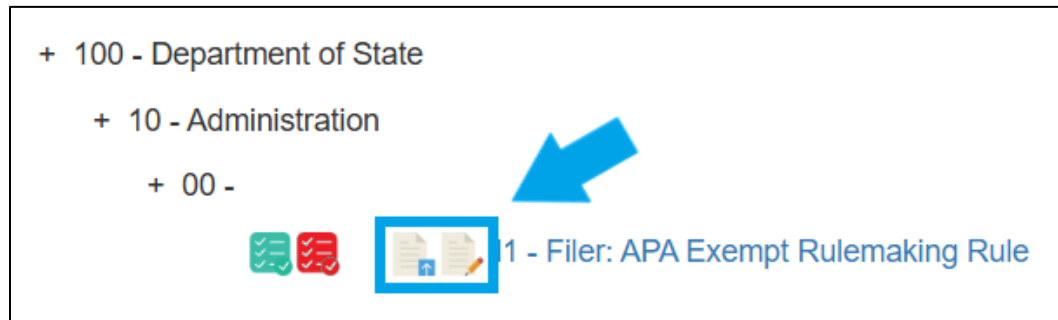 + 100 - Department of State
+ 10 - Administration
+ 00 -
1 - Filer: APA Exempt Rulemaking Rule